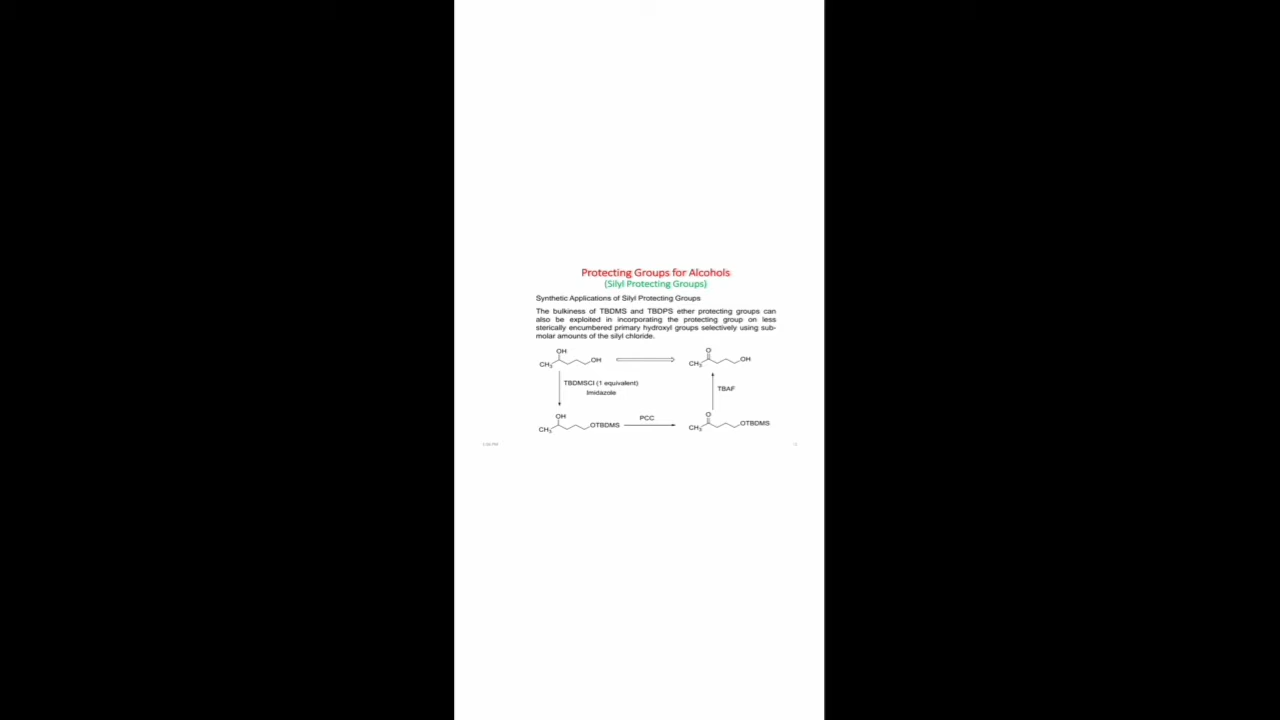 Protecting Groups for Alcohols
(Silyl Protecting Groups)
Synthetic Applications of Silyl Protecting Groups
The bulkiness of TBDMS and TBDPS ether protecting groups can
also be exploited in incorporating the protecting group on less
sterically encumbered primary hydroxyl groups selectively using sub-
molar amounts of the silyl chloride.
OH
CH3
OH
O
CH3
OH
TBDMSCl (1 equivalent)
Imidazole
TBAF
OH
CH3
OTBDMS
PCC
O
CH3
OTBDMS